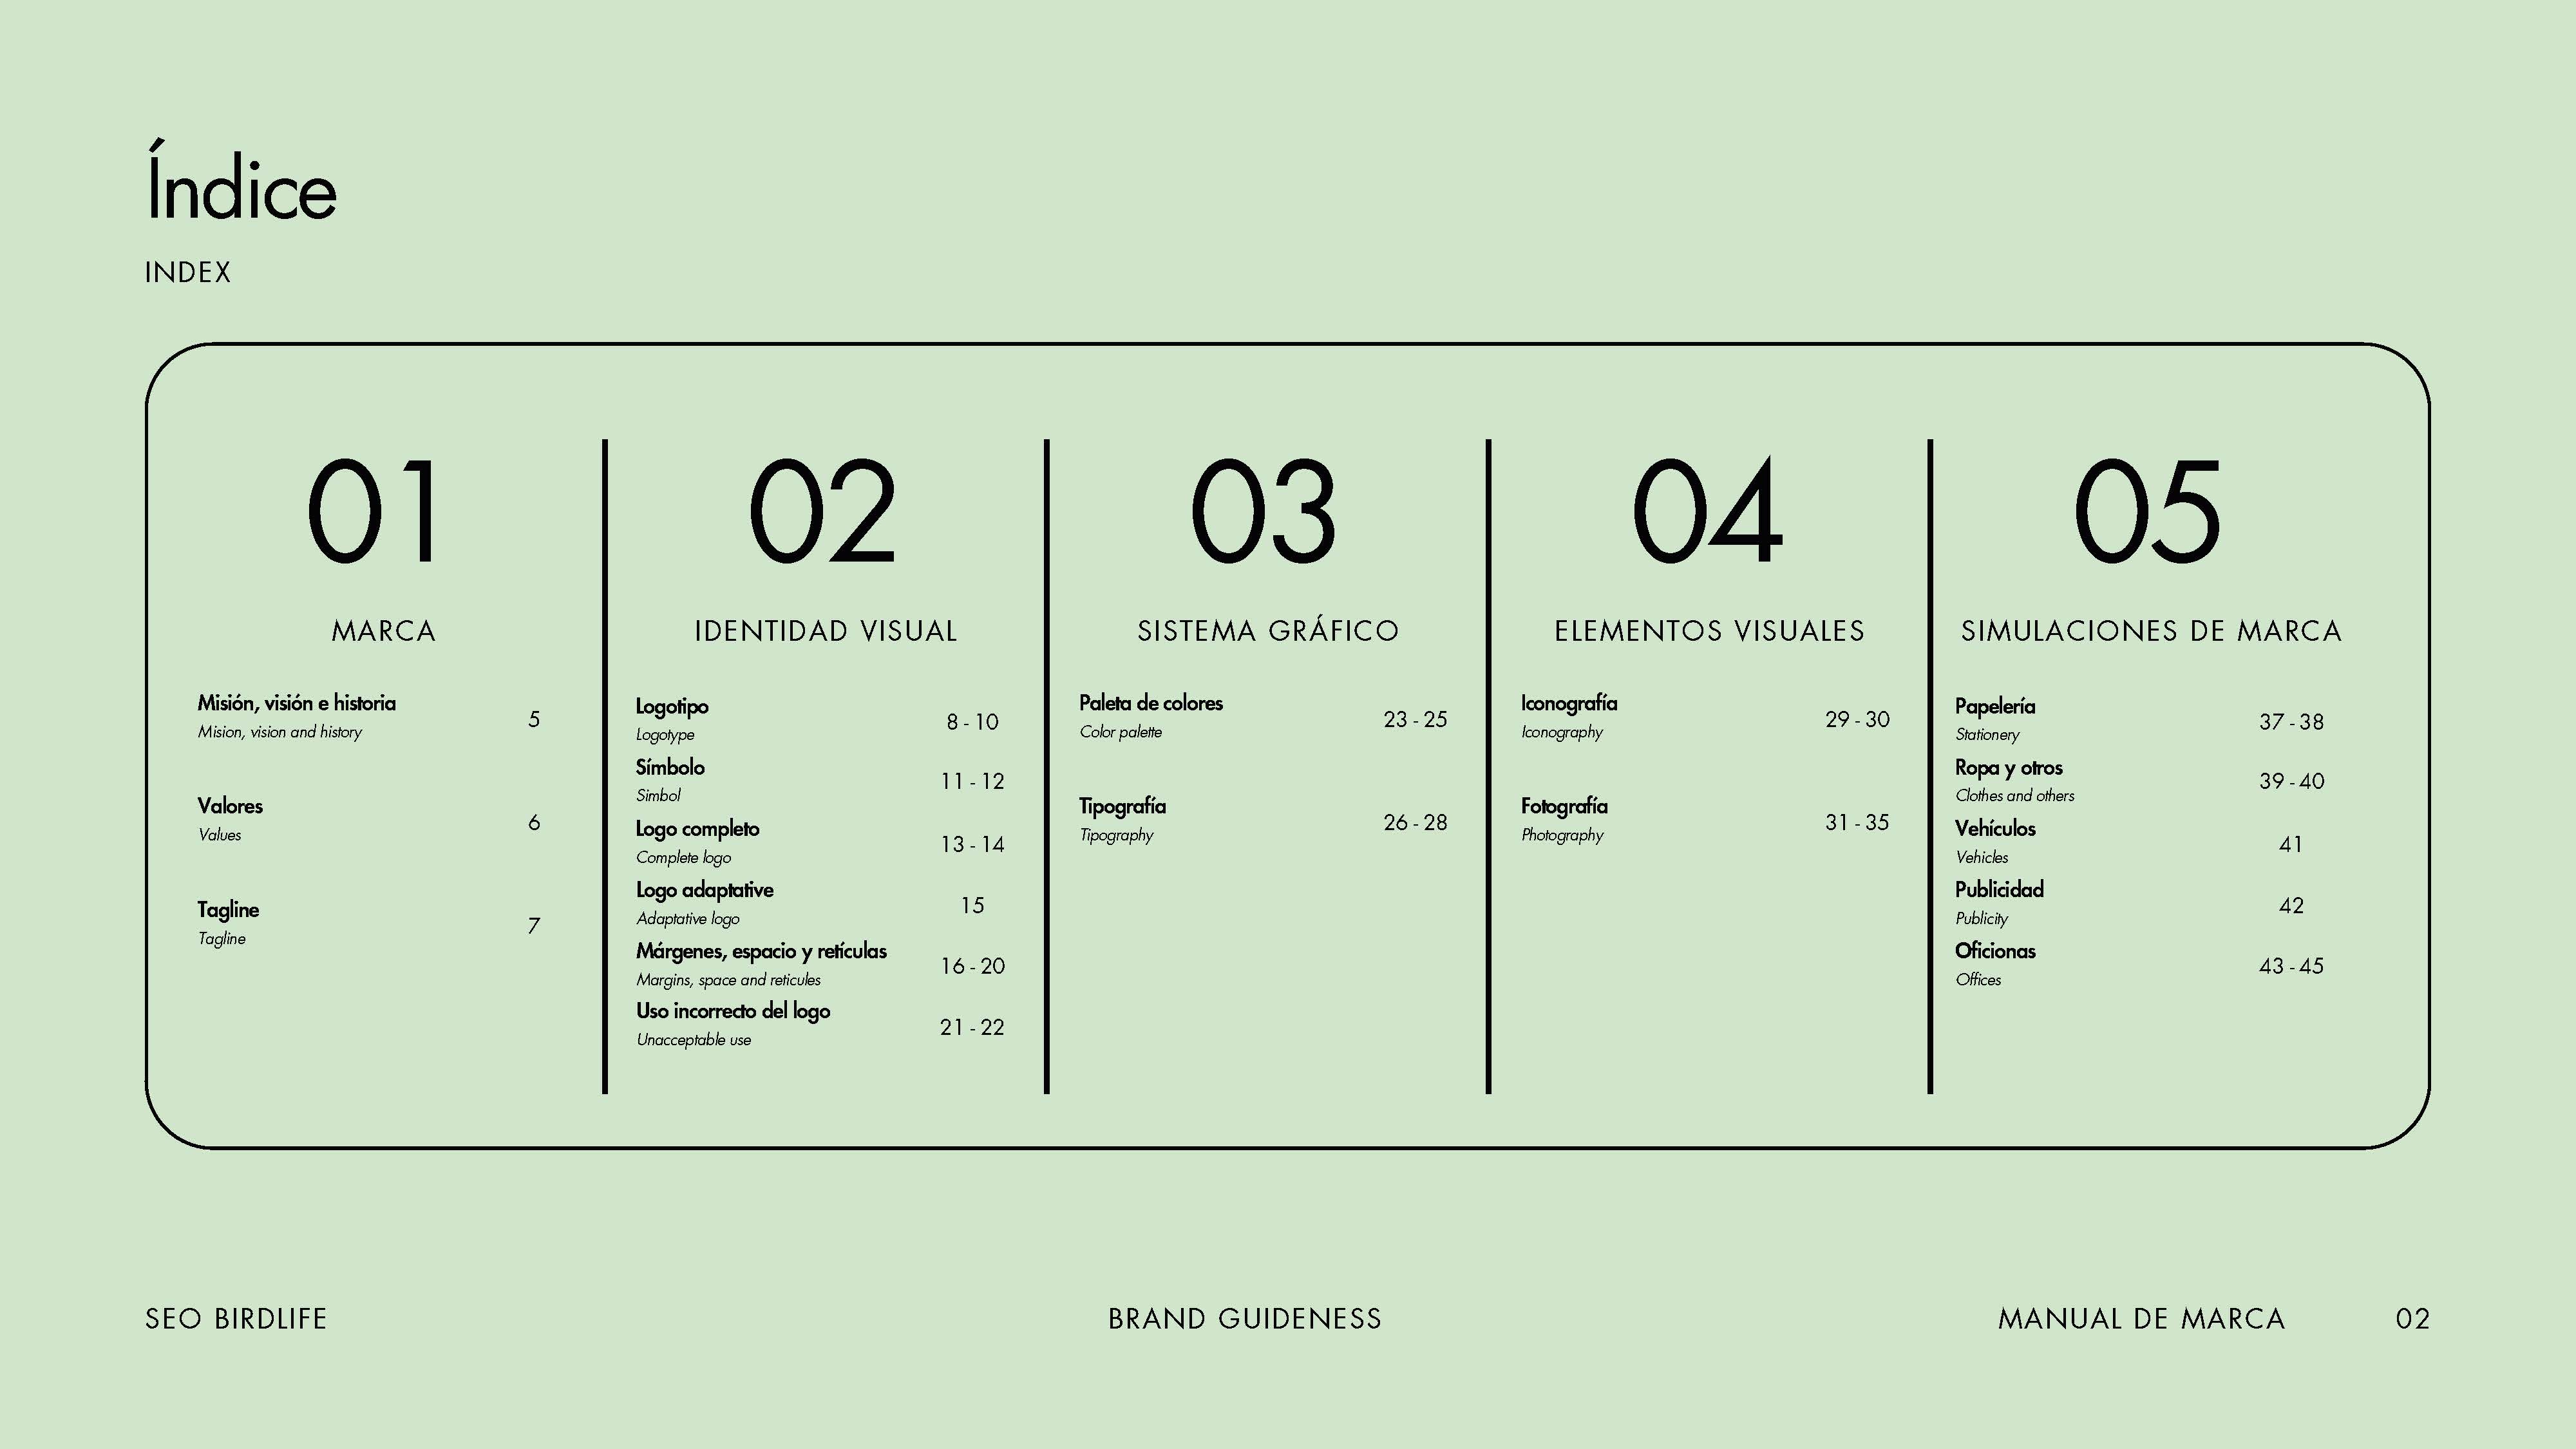 Índice
INDEX
01
MARCA
Misión, visión e historia
Mision, vision and history
5
Valores
Values
6
Tagline
Tagline
7
02
IDENTIDAD VISUAL
Logotipo
Logotype
8 - 10
Símbolo
Simbol
11 - 12
Logo completo
Complete logo
13 - 14
Logo adaptative
Adaptative logo
15
Márgenes, espacio y retículas
Margins, space and reticules
16 - 20
Uso incorrecto del logo
Unacceptable use
21 - 22
03
SISTEMA GRÁFICO
Paleta de colores
Color palette
23 - 25
Tipografía
Tipography
26 - 28
04
ELEMENTOS VISUALES
Iconografía
Iconography
29 - 30
Fotografía
Photography
31 - 35
05
SIMULACIONES DE MARCA
Papelería
Stationery
37 - 38
Ropa y otros
Clothes and others
39 - 40
Vehículos
Vehicles
41
Publicidad
Publicity
42
Oficionas
Offices
43 - 45
SEO BIRDLIFE
BRAND GUIDENESS
MANUAL DE MARCA
02